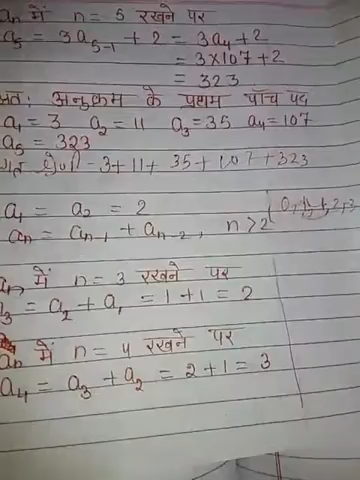 an में n = 5 रखने पर
a5 = 3a5-1 + 2 = 3a4 + 2
= 3×107+2
= 323
अतः अनुक्रम के प्रथम पाँच पद
a1 = 3 a2 = 11 a3 = 35 a4 = 107
a5 = 323
श्रेणी - 3+11+ 35+107+323
a1 = a2 = 2
an = an-1 + an-2, n>2
an में n = 3 रखने पर
a3 = a2 + a1 = 1+1 = 2
an में n = 4 रखने पर
a4 = a3 + a2 = 2+1 = 3